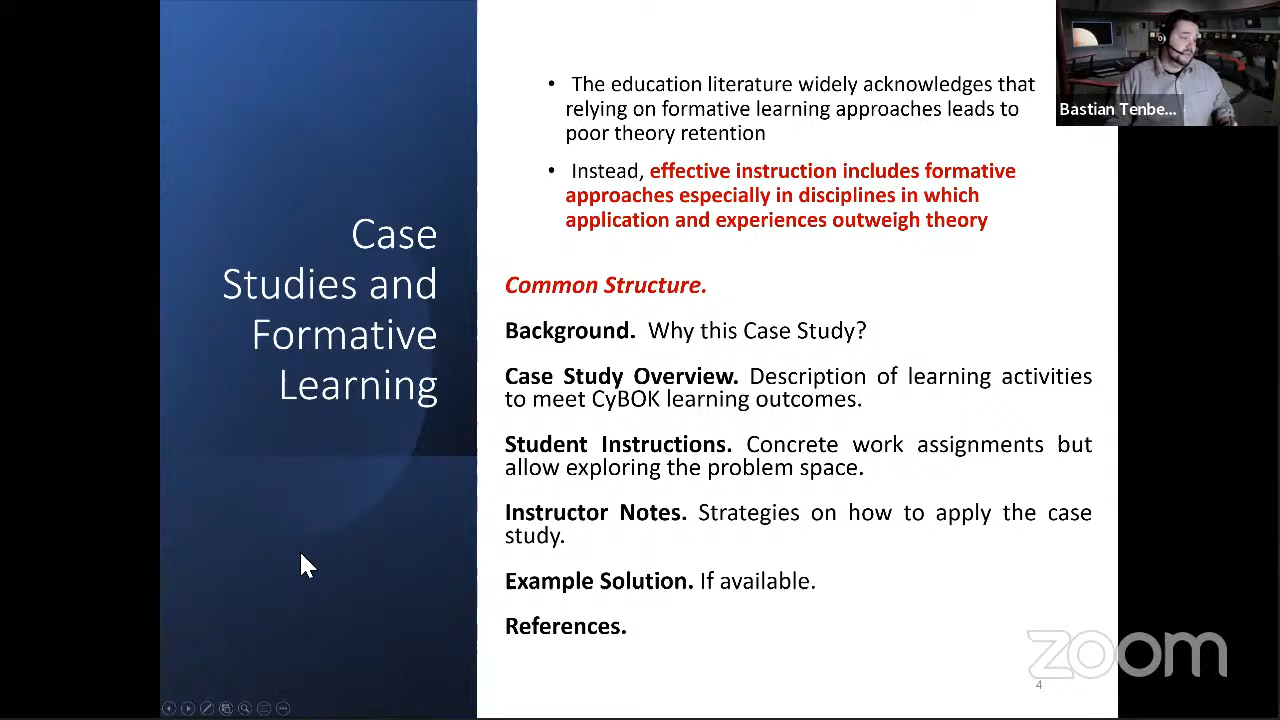 Case
Studies and
Formative
Learning
• The education literature widely acknowledges that
relying on formative learning approaches leads to
poor theory retention
• Instead, effective instruction includes formative
approaches especially in disciplines in which
application and experiences outweigh theory
Common Structure.
Background. Why this Case Study?
Case Study Overview. Description of learning activities
to meet CyBOK learning outcomes.
Student Instructions. Concrete work assignments but
allow exploring the problem space.
Instructor Notes. Strategies on how to apply the case
study.
Example Solution. If available.
References.
4
Bastian Tenbe...
zoom